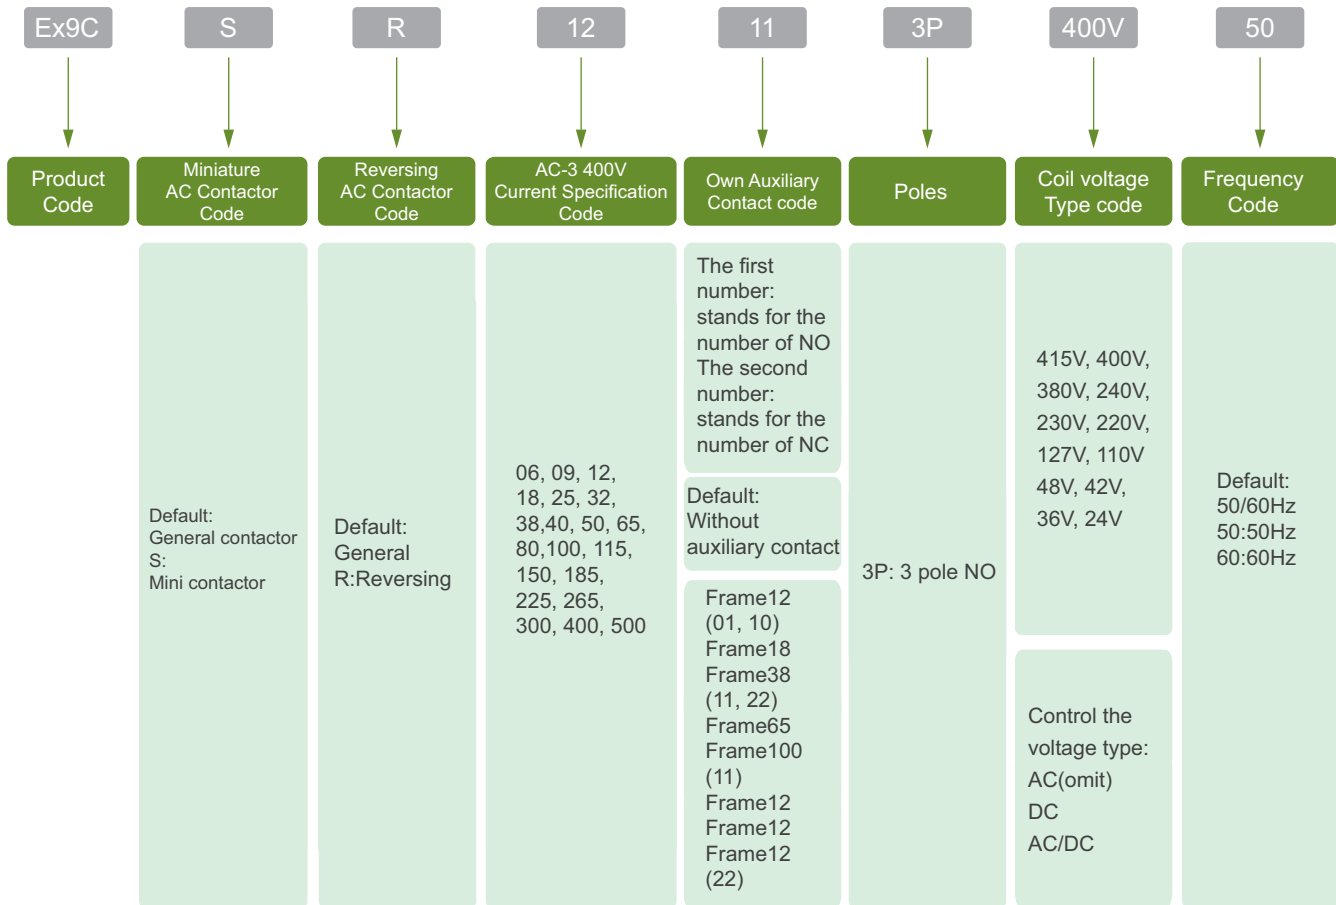 Ex9C
S
R
12
11
3P
400V
50
Product
Code
Miniature
AC Contactor
Code
Reversing
AC Contactor
Code
AC-3 400V
Current Specification
Code
Own Auxiliary
Contact code
Poles
Coil voltage
Type code
Frequency
Code
Default:
General contactor
S:
Mini contactor
Default:
General
R:Reversing
06, 09, 12,
18, 25, 32,
38,40, 50, 65,
80,100, 115,
150, 185,
225, 265,
300, 400, 500
The first
number:
stands for the
number of NO
The second
number:
stands for the
number of NC
Default:
Without
auxiliary contact
Frame12
(01, 10)
Frame18
Frame38
(11, 22)
Frame65
Frame100
(11)
Frame12
Frame12
Frame12
(22)
3P: 3 pole NO
415V, 400V,
380V, 240V,
230V, 220V,
127V, 110V
48V, 42V,
36V, 24V
Control the
voltage type:
AC(omit)
DC
AC/DC
Default:
50/60Hz
50:50Hz
60:60Hz